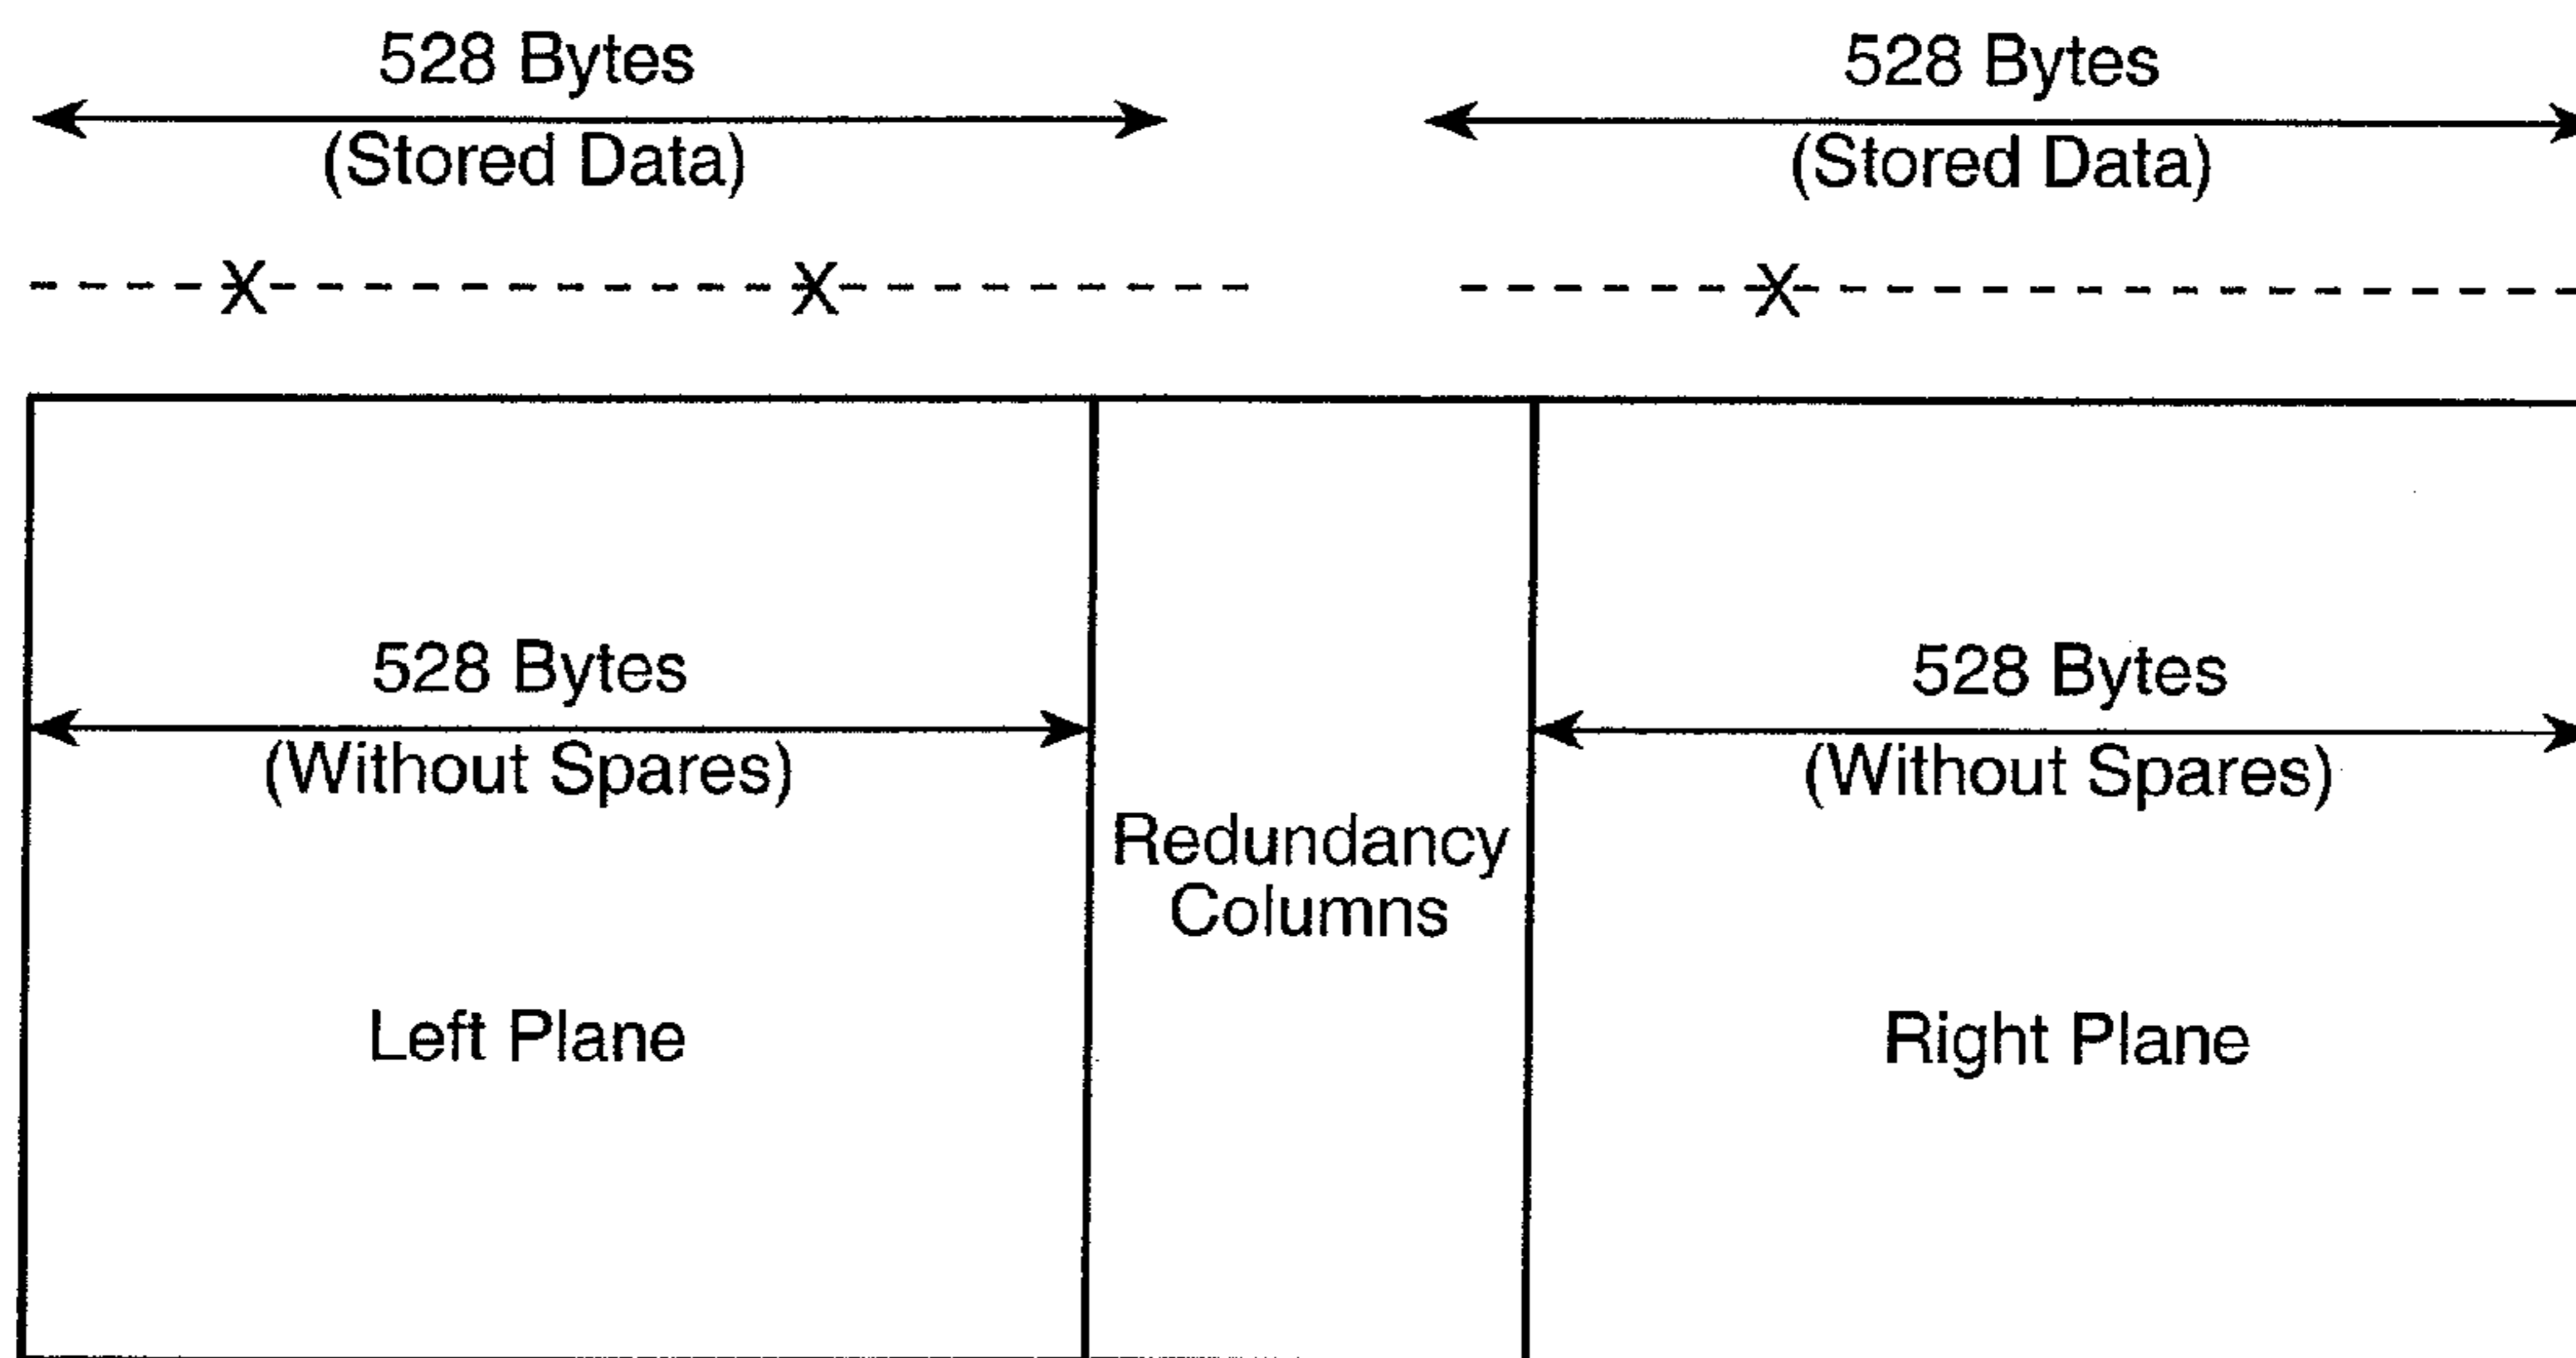 528 Bytes
(Stored Data)
528 Bytes
(Stored Data)
X
X
X
528 Bytes
(Without Spares)
528 Bytes
(Without Spares)
Redundancy
Columns
Left Plane
Right Plane